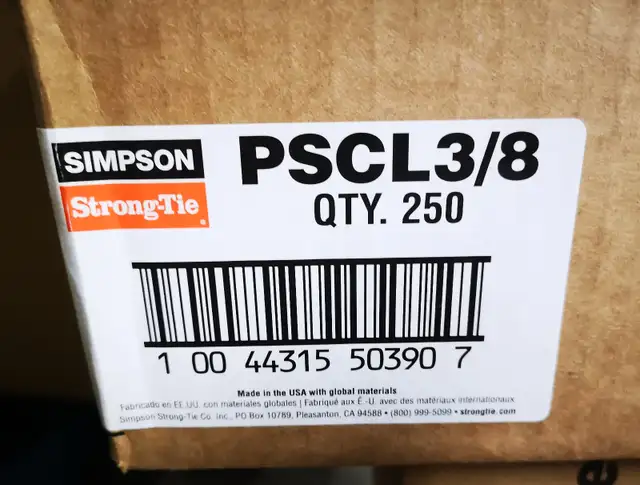 SIMPSON
Strong-Tie
PSCL3/8
QTY. 250
1 00 44315 50390 7
Made in the USA with global materials
Fabricado en EE.UU. con materiales globales | Fabriqué aux É.-U. avec des matériaux internationaux
Simpson Strong-Tie Co. Inc., PO Box 10789, Pleasanton, CA 94588 • (800) 999-5099 • strongtie.com